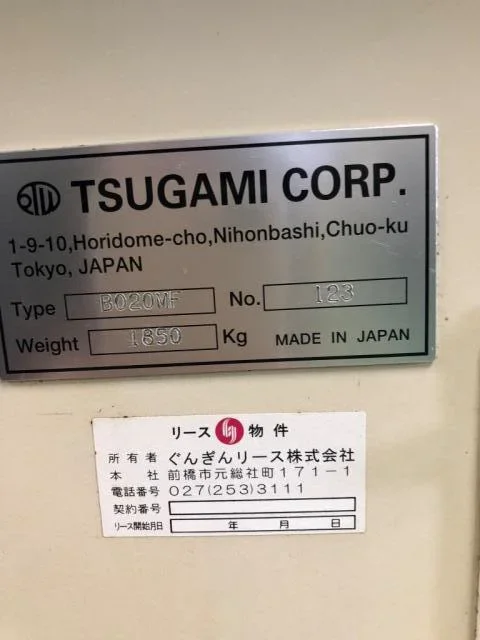 TSUGAMI CORP.
1-9-10,Horidome-cho,Nihonbashi,Chuo-ku
Tokyo, JAPAN
Type BO20MF No. 123
Weight 1850 Kg MADE IN JAPAN
リース 物件
所有者 ぐんぎんリース株式会社
本社 前橋市元総社町171-1
電話番号 027(253)3111
契約番号
リース開始月日 年 月 日